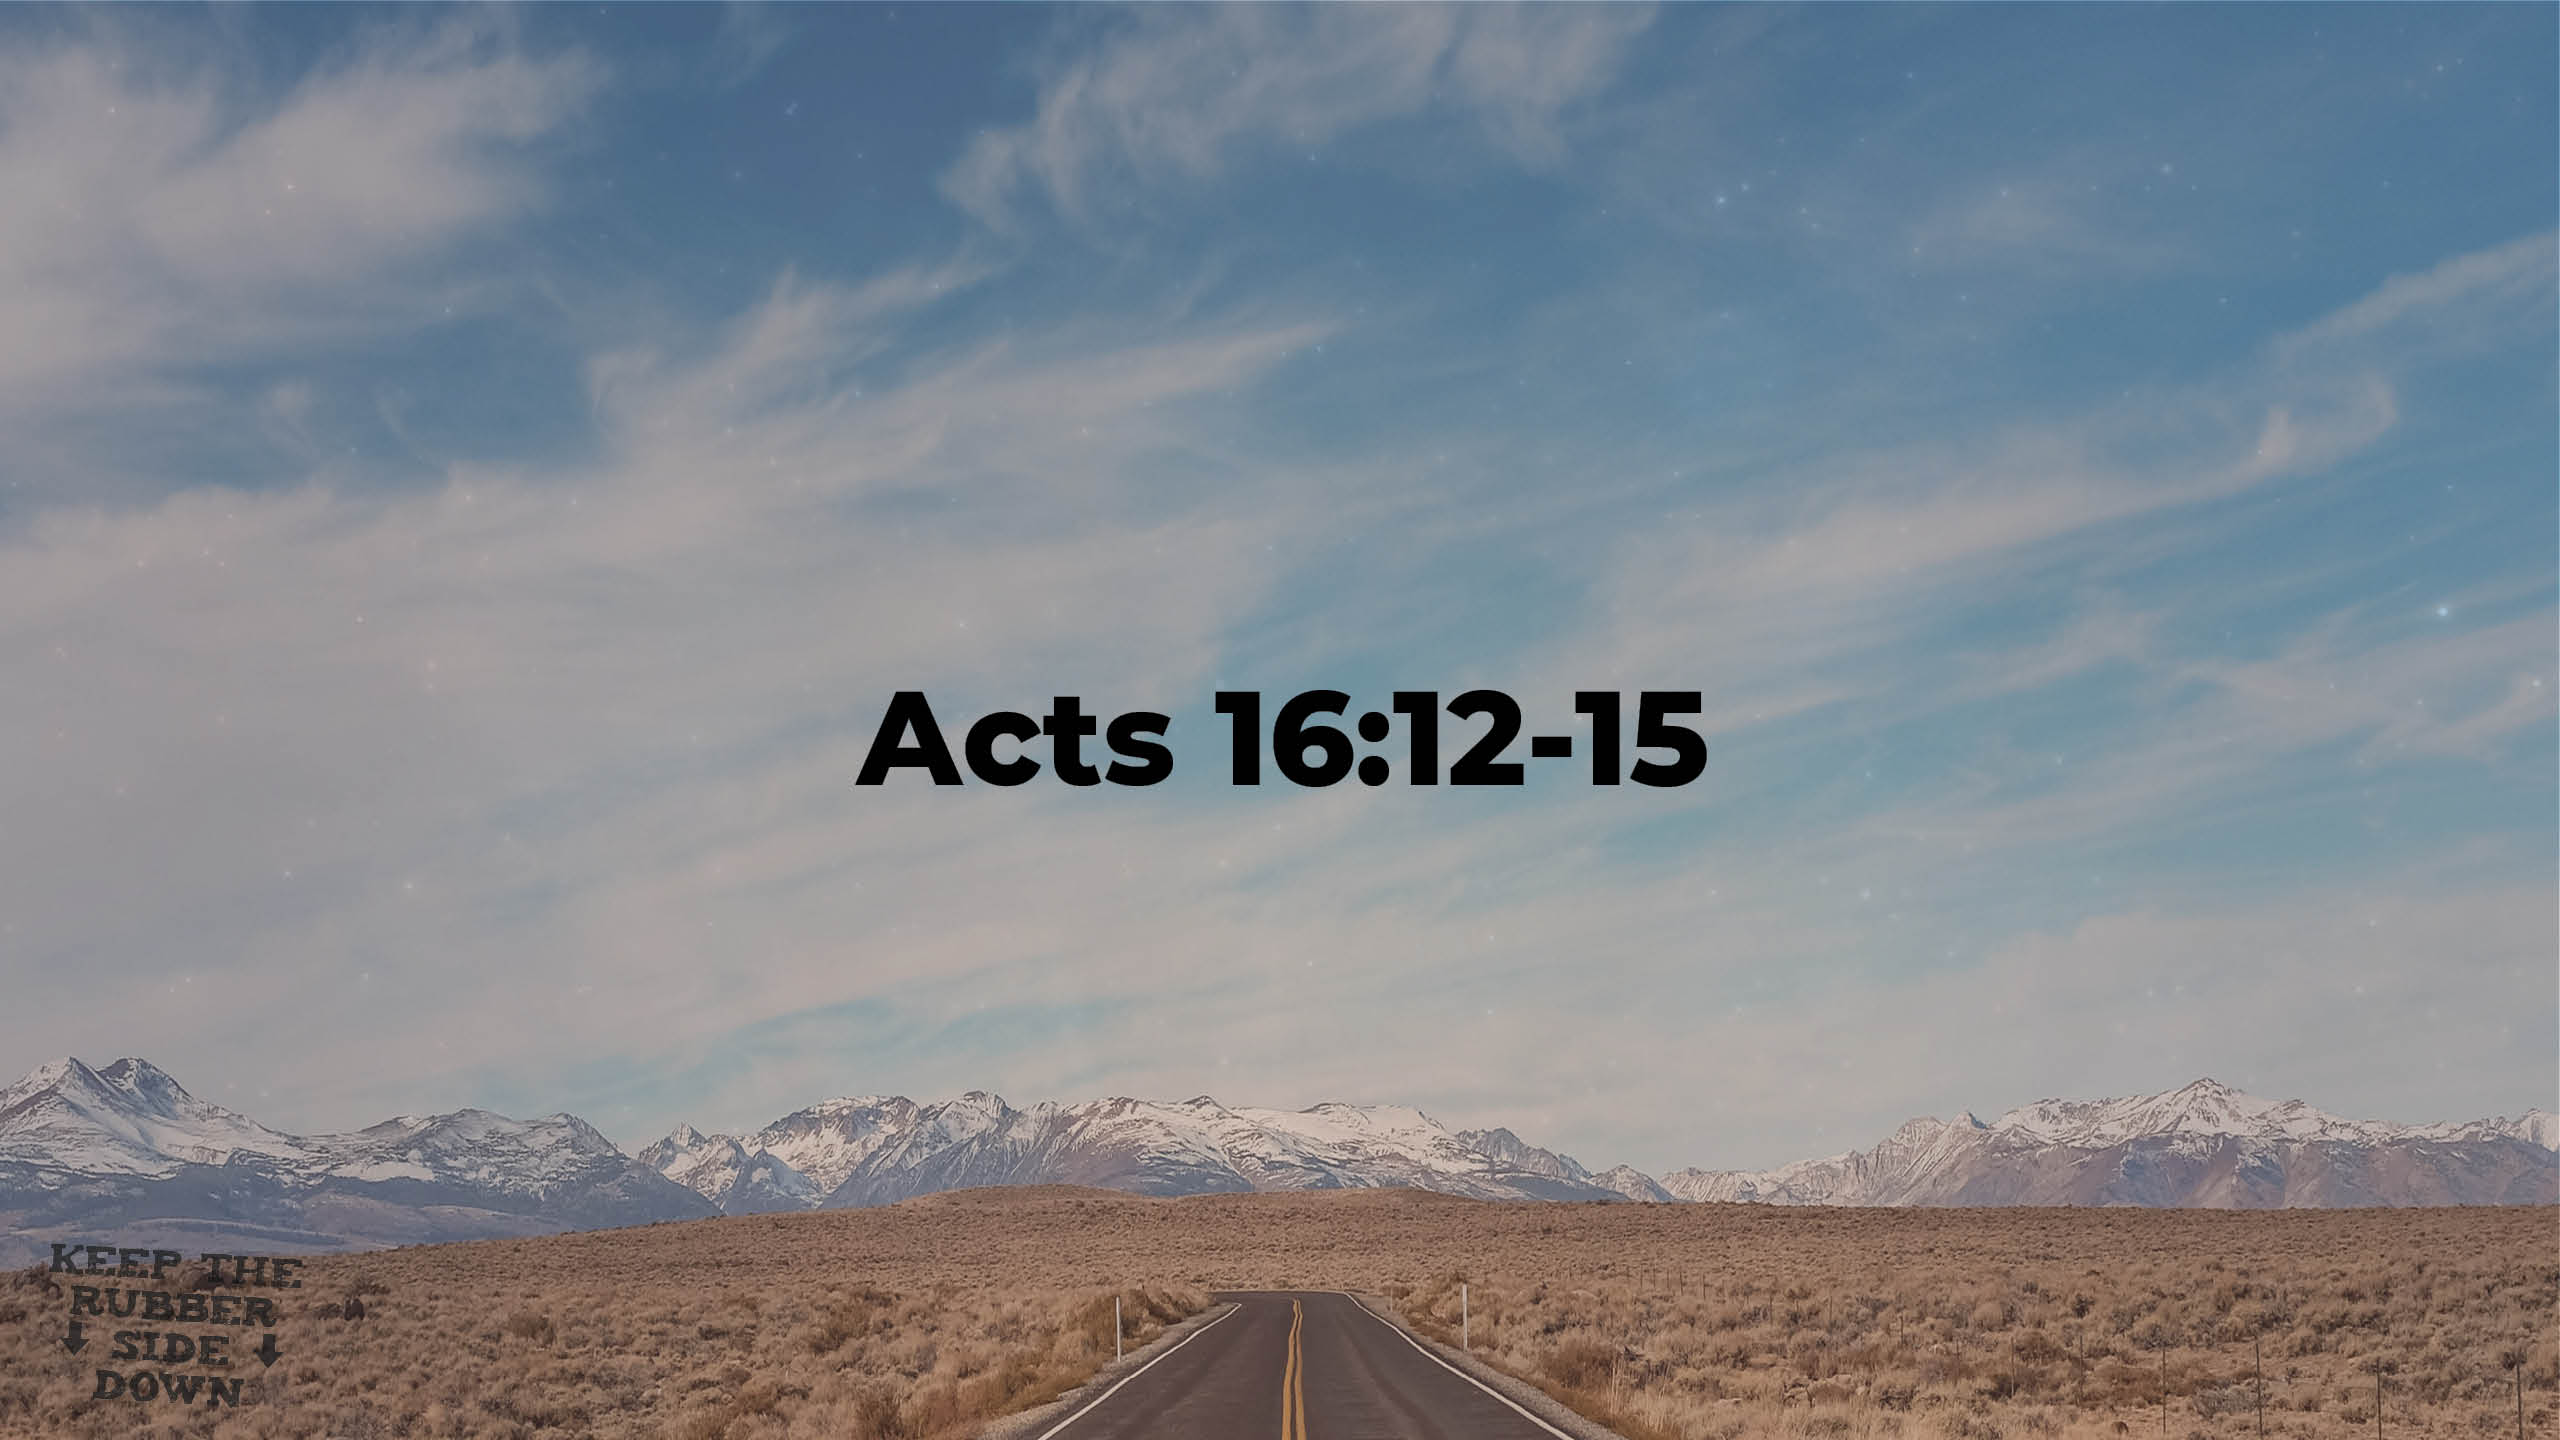 Acts 16:12-15
KEEP THE
RUBBER
SIDE
DOWN